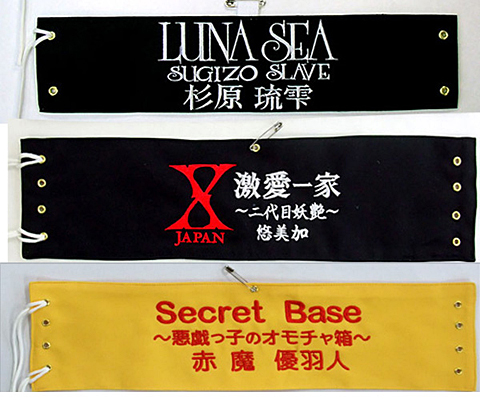 LUNA SEA
SUGIZO SLAVE
杉原 琉雫
X
JAPAN
激愛一家
~二代目妖艶~
悠美加
Secret Base
~悪戯っ子のオモチャ箱~
赤 魔 優羽人